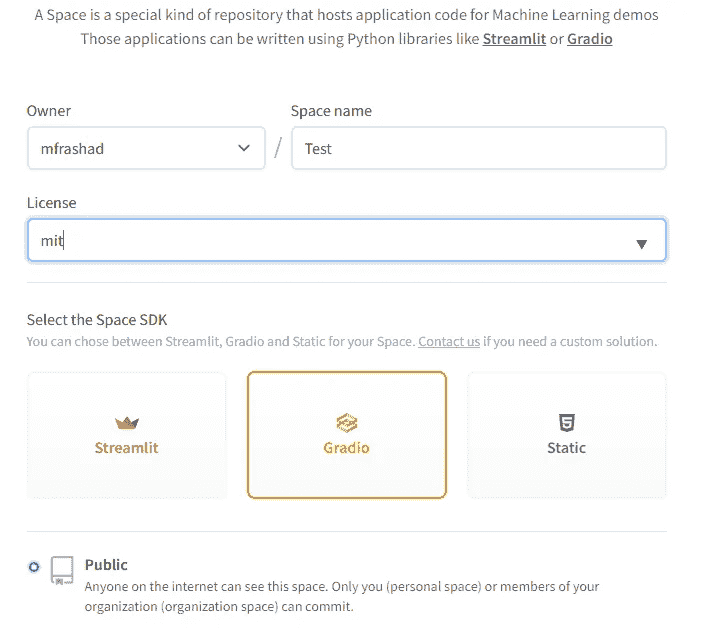 A Space is a special kind of repository that hosts application code for Machine Learning demos
Those applications can be written using Python libraries like Streamlit or Gradio
Owner
Space name
mfrashad
/
Test
License
mit
Select the Space SDK
You can chose between Streamlit, Gradio and Static for your Space. Contact us if you need a custom solution.
Streamlit
Gradio
Static
Public
Anyone on the internet can see this space. Only you (personal space) or members of your
organization (organization space) can commit.